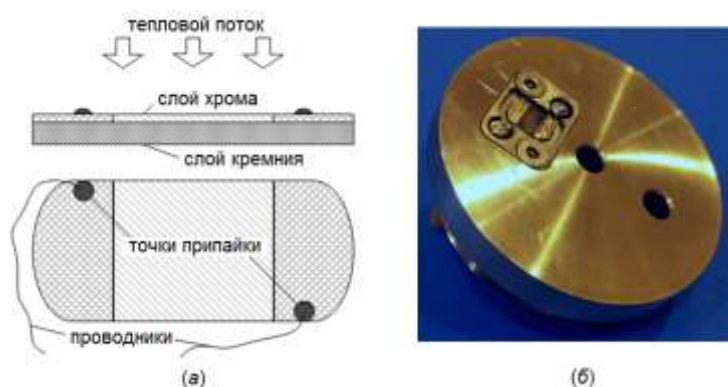 тепловой поток
слой хрома
слой кремния
точки припайки
проводники
(а)
(б)